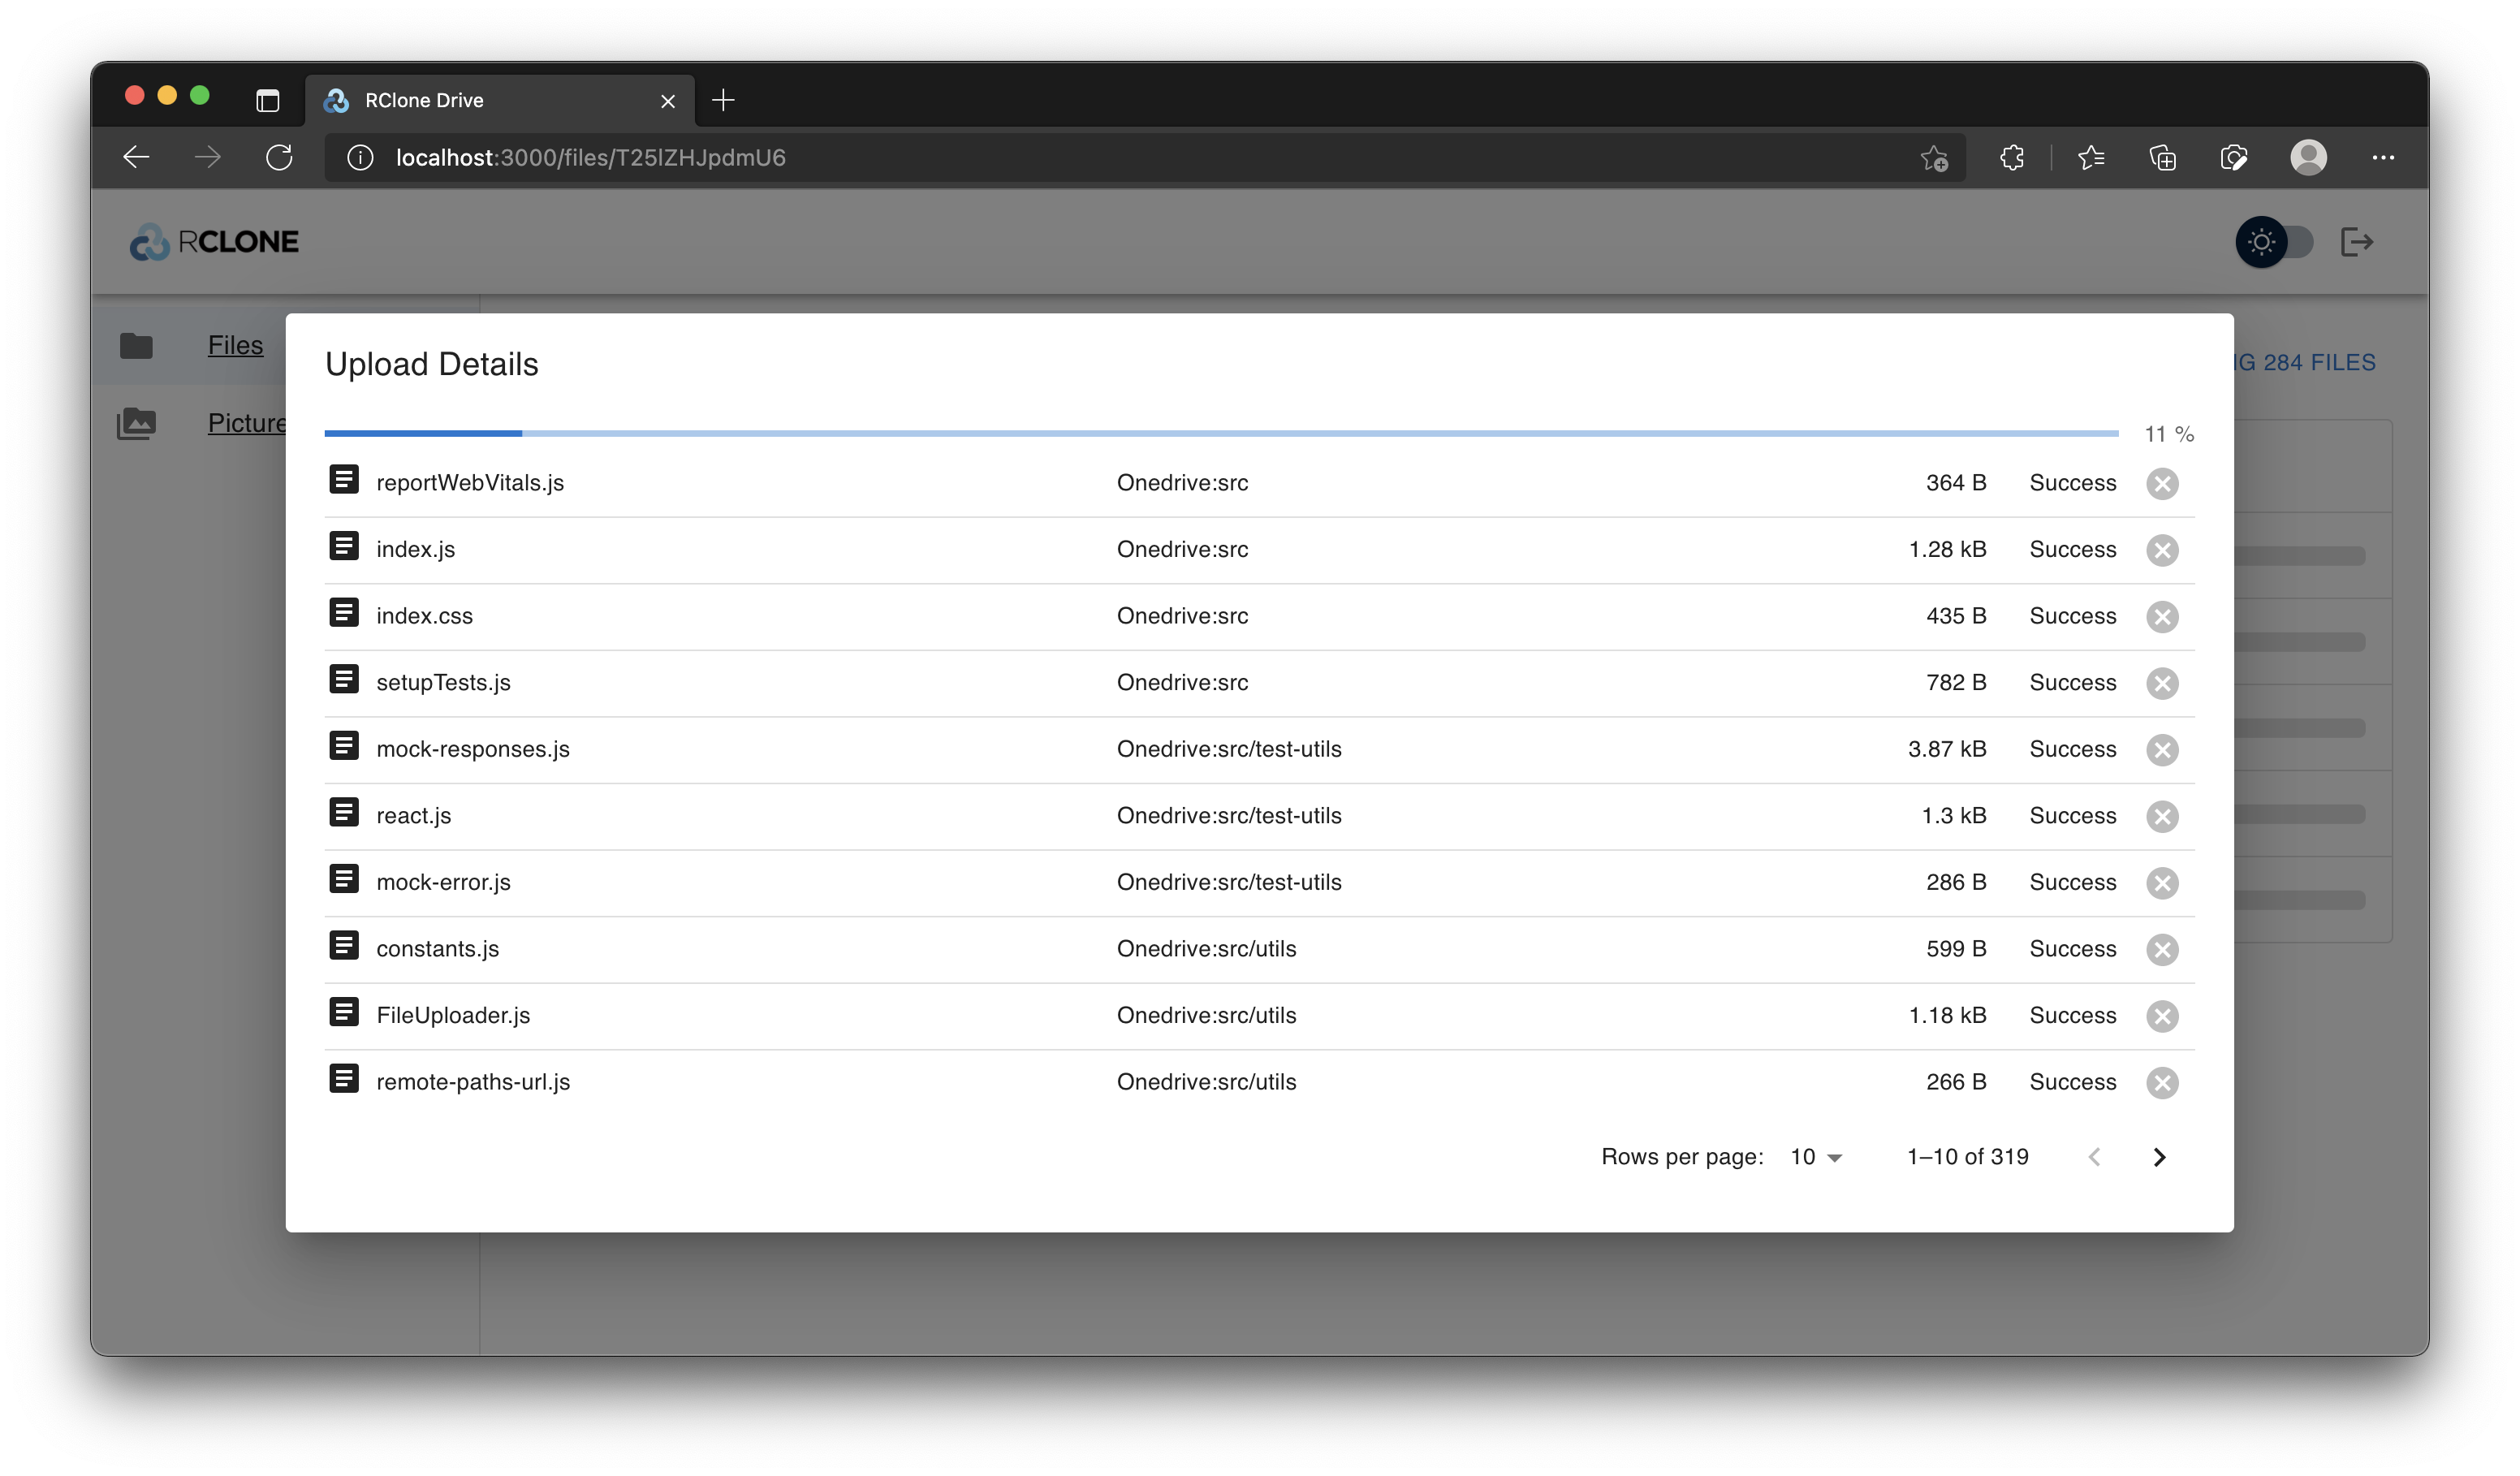 RClone Drive
localhost:3000/files/T25lZHJpdmU6
RCLONE
Files
G 284 FILES
Picture
Upload Details
11 %
reportWebVitals.js Onedrive:src 364 B Success
index.js Onedrive:src 1.28 kB Success
index.css Onedrive:src 435 B Success
setupTests.js Onedrive:src 782 B Success
mock-responses.js Onedrive:src/test-utils 3.87 kB Success
react.js Onedrive:src/test-utils 1.3 kB Success
mock-error.js Onedrive:src/test-utils 286 B Success
constants.js Onedrive:src/utils 599 B Success
FileUploader.js Onedrive:src/utils 1.18 kB Success
remote-paths-url.js Onedrive:src/utils 266 B Success
Rows per page: 10 1–10 of 319